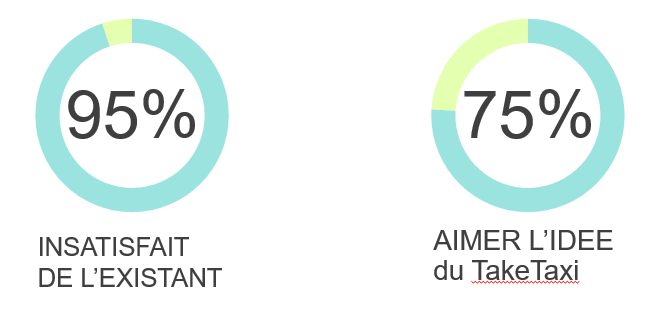 95%
INSATISFAIT
DE L’EXISTANT
75%
AIMER L’IDEE
du TakeTaxi